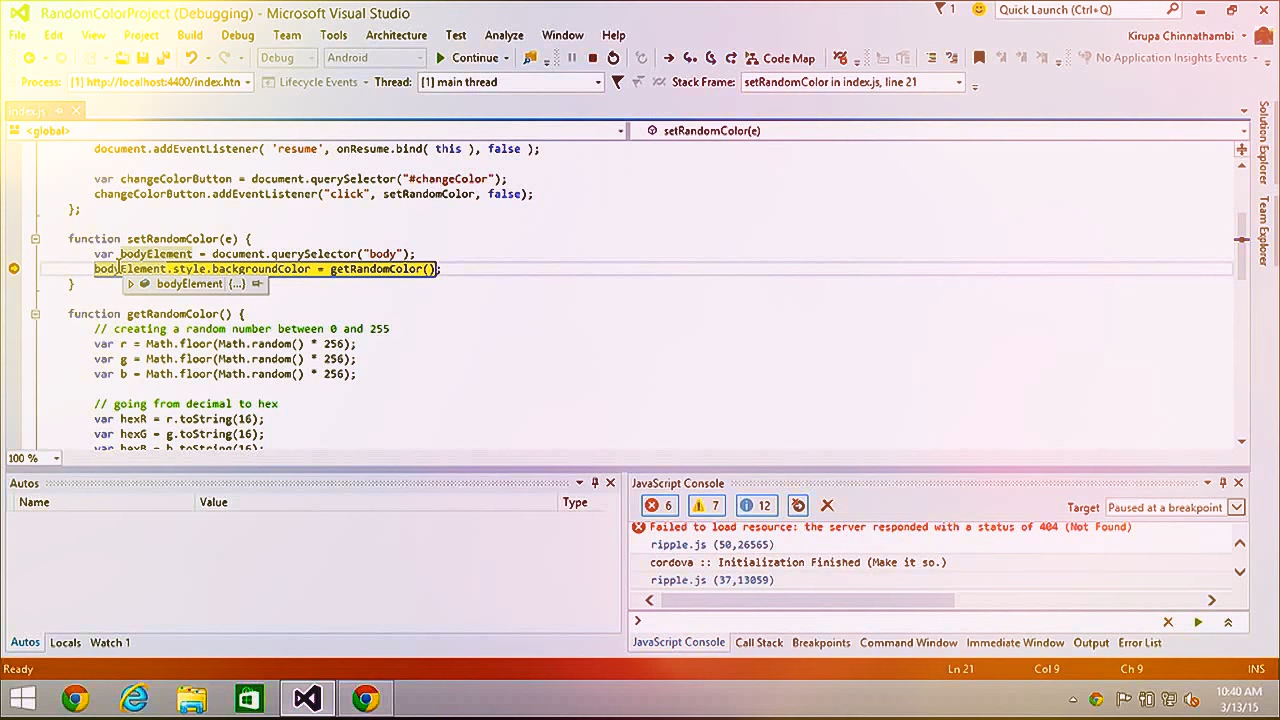 RandomColorProject (Debugging) - Microsoft Visual Studio
1
Quick Launch (Ctrl+Q)
File Edit View Project Build Debug Team Tools Architecture Test Analyze Window Help
Kirupa Chinnathambi
Debug Android Continue Code Map No Application Insights Events
Process: [1] http://localhost:4400/index.htn Lifecycle Events Thread: [1] main thread Stack Frame: setRandomColor in index.js, line 21
index.js
<global> setRandomColor(e)
Solution Explorer
Team Explorer
document.addEventListener( 'resume', onResume.bind( this ), false );
var changeColorButton = document.querySelector("#changeColor");
changeColorButton.addEventListener("click", setRandomColor, false);
};
function setRandomColor(e) {
var bodyElement = document.querySelector("body");
bodyElement.style.backgroundColor = getRandomColor();
bodyElement {...}
}
function getRandomColor() {
// creating a random number between 0 and 255
var r = Math.floor(Math.random() * 256);
var g = Math.floor(Math.random() * 256);
var b = Math.floor(Math.random() * 256);
// going from decimal to hex
var hexR = r.toString(16);
var hexG = g.toString(16);
var hexB = b.toString(16);
100 %
Autos
Name Value Type
Autos Locals Watch 1
JavaScript Console
6 7 12 Target Paused at a breakpoint
Failed to load resource: the server responded with a status of 404 (Not Found)
ripple.js (50,26565)
cordova :: Initialization Finished (Make it so.)
ripple.js (37,13059)
JavaScript Console Call Stack Breakpoints Command Window Immediate Window Output Error List
Ready Ln 21 Col 9 Ch 9 INS
10:40 AM
3/13/15